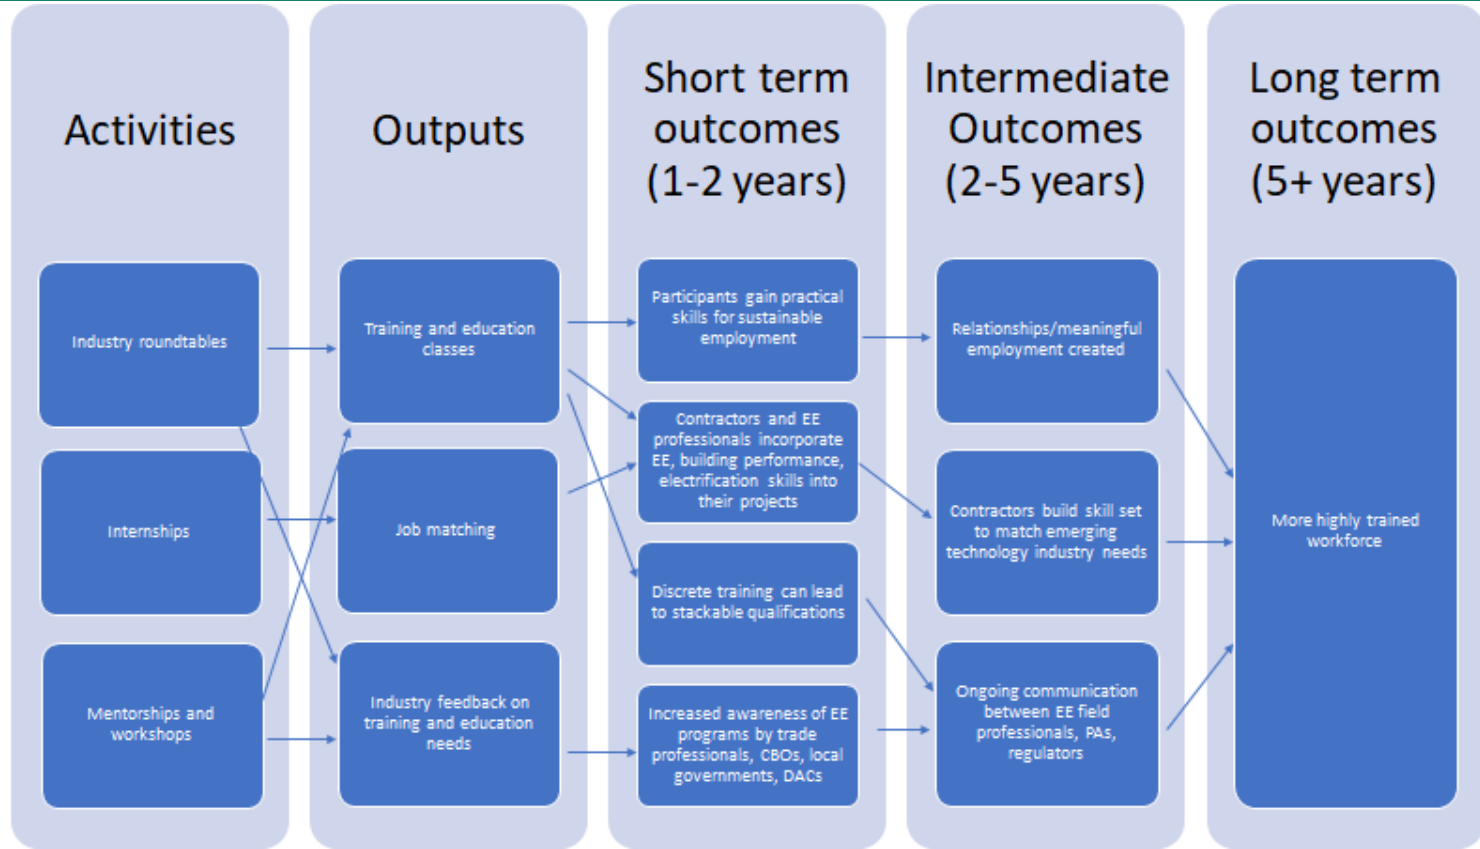 Activities
Industry roundtables
Internships
Mentorships and
workshops
Outputs
Training and education
classes
Job matching
Industry feedback on
training and education
needs
Short term
outcomes
(1-2 years)
Participants gain practical
skills for sustainable
employment
Contractors and EE
professionals incorporate
EE, building performance,
electrification skills into
their projects
Discrete training can lead
to stackable qualifications
Increased awareness of EE
programs by trade
professionals, CBOs, local
governments, DACs
Intermediate
Outcomes
(2-5 years)
Relationships/meaningful
employment created
Contractors build skill set
to match emerging
technology industry needs
Ongoing communication
between EE field
professionals, PAs,
regulators
Long term
outcomes
(5+ years)
More highly trained
workforce